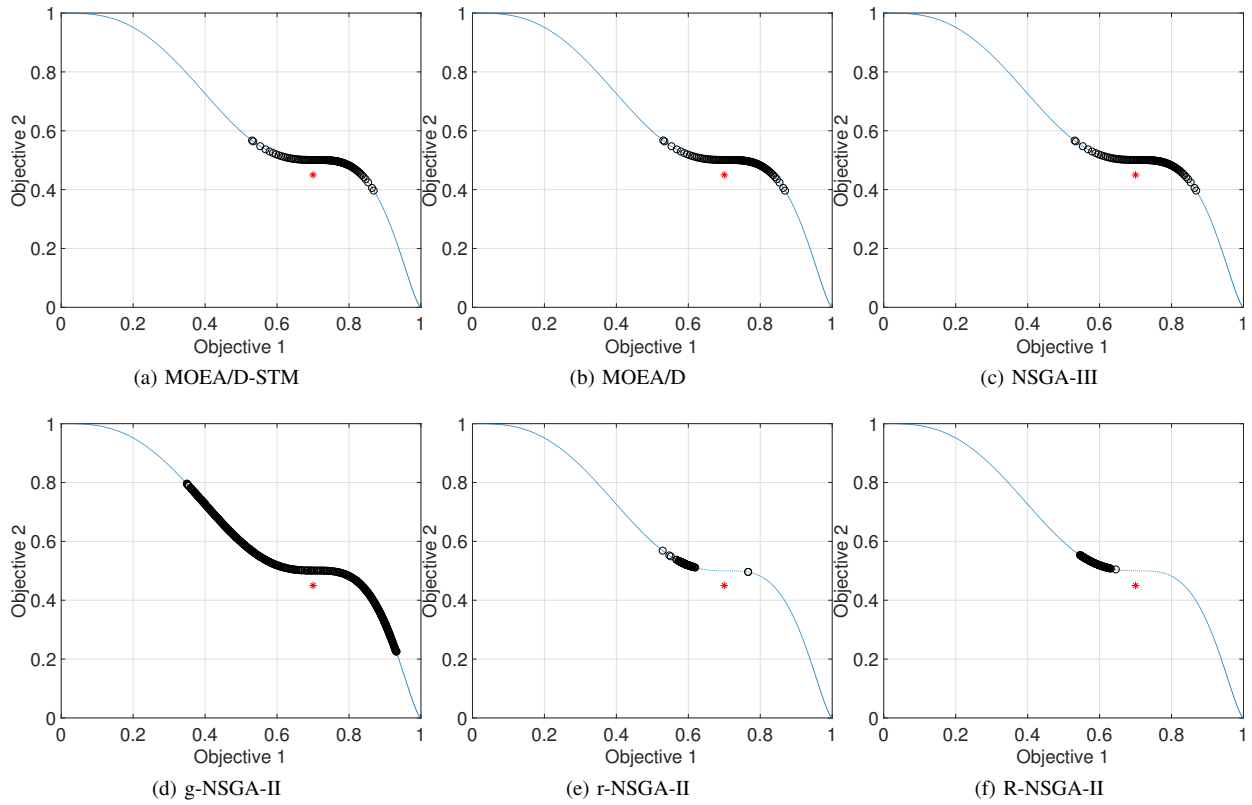 1
0.8
0.6
0.4
0.2
0
0 0.2 0.4 0.6 0.8 1
Objective 2
Objective 1
(a) MOEA/D-STM
1
0.8
0.6
0.4
0.2
0
0 0.2 0.4 0.6 0.8 1
Objective 2
Objective 1
(b) MOEA/D
1
0.8
0.6
0.4
0.2
0
0 0.2 0.4 0.6 0.8 1
Objective 2
Objective 1
(c) NSGA-III
1
0.8
0.6
0.4
0.2
0
0 0.2 0.4 0.6 0.8 1
Objective 2
Objective 1
(d) g-NSGA-II
1
0.8
0.6
0.4
0.2
0
0 0.2 0.4 0.6 0.8 1
Objective 2
Objective 1
(e) r-NSGA-II
1
0.8
0.6
0.4
0.2
0
0 0.2 0.4 0.6 0.8 1
Objective 2
Objective 1
(f) R-NSGA-II